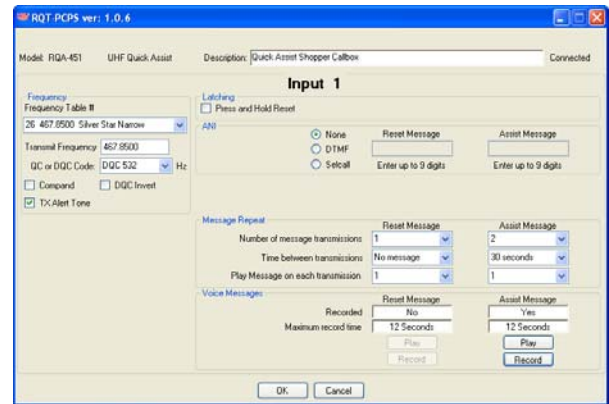 RQT-PCPS ver: 1.0.6
Model: RQA-451 UHF Quick Assist Description: Quick Assist Shopper Callbox Connected
Input 1
Frequency
Frequency Table #
26 467.8500 Silver Star Narrow
Transmit Frequency 467.8500
QC or DQC Code: DQC 532 Hz
Compand DQC Invert
TX Alert Tone
Latching
Press and Hold Reset
ANI
None Reset Message Assist Message
DTMF
Selcall Enter up to 9 digits Enter up to 9 digits
Message Repeat
Reset Message Assist Message
Number of message transmissions 1 2
Time between transmissions No message 30 seconds
Play Message on each transmission 1 1
Voice Messages
Reset Message Assist Message
Recorded No Yes
Maximum record time 12 Seconds 12 Seconds
Play Play
Record Record
OK Cancel